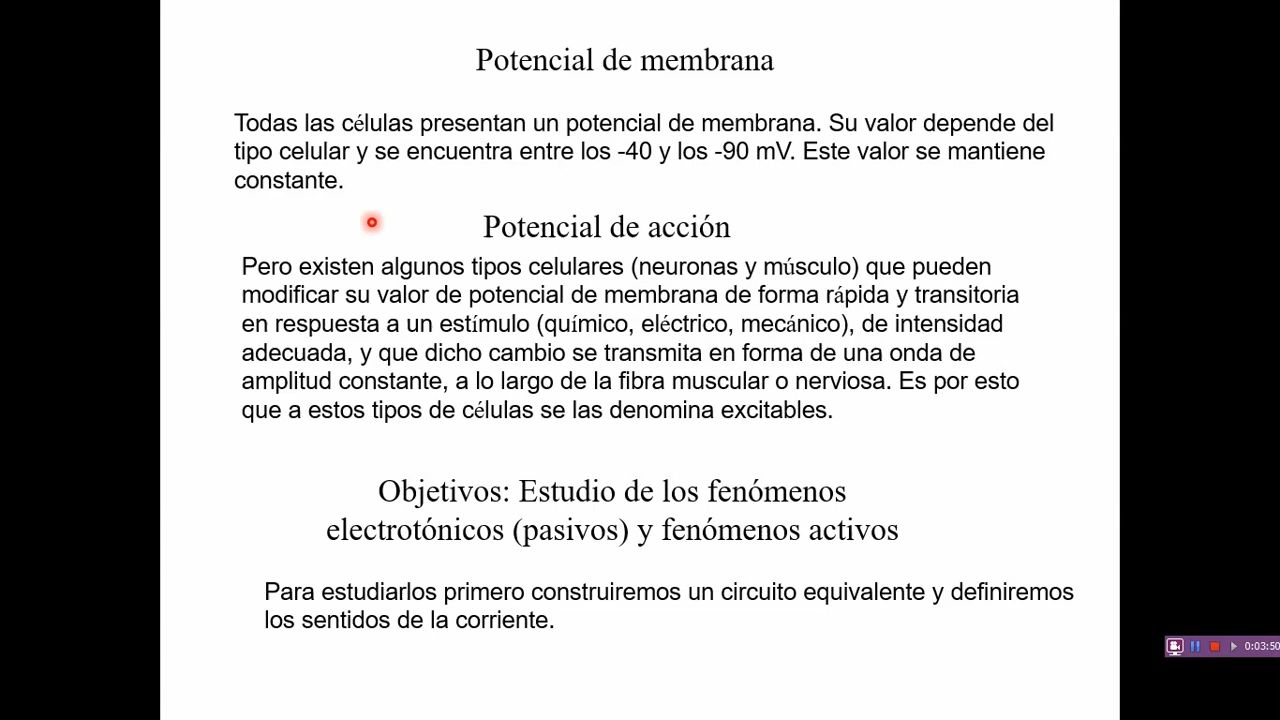 Potencial de membrana
Todas las células presentan un potencial de membrana. Su valor depende del
tipo celular y se encuentra entre los -40 y los -90 mV. Este valor se mantiene
constante.
Potencial de acción
Pero existen algunos tipos celulares (neuronas y músculo) que pueden
modificar su valor de potencial de membrana de forma rápida y transitoria
en respuesta a un estímulo (químico, eléctrico, mecánico), de intensidad
adecuada, y que dicho cambio se transmita en forma de una onda de
amplitud constante, a lo largo de la fibra muscular o nerviosa. Es por esto
que a estos tipos de células se las denomina excitables.
Objetivos: Estudio de los fenómenos
electrotónicos (pasivos) y fenómenos activos
Para estudiarlos primero construiremos un circuito equivalente y definiremos
los sentidos de la corriente.
0:03:50